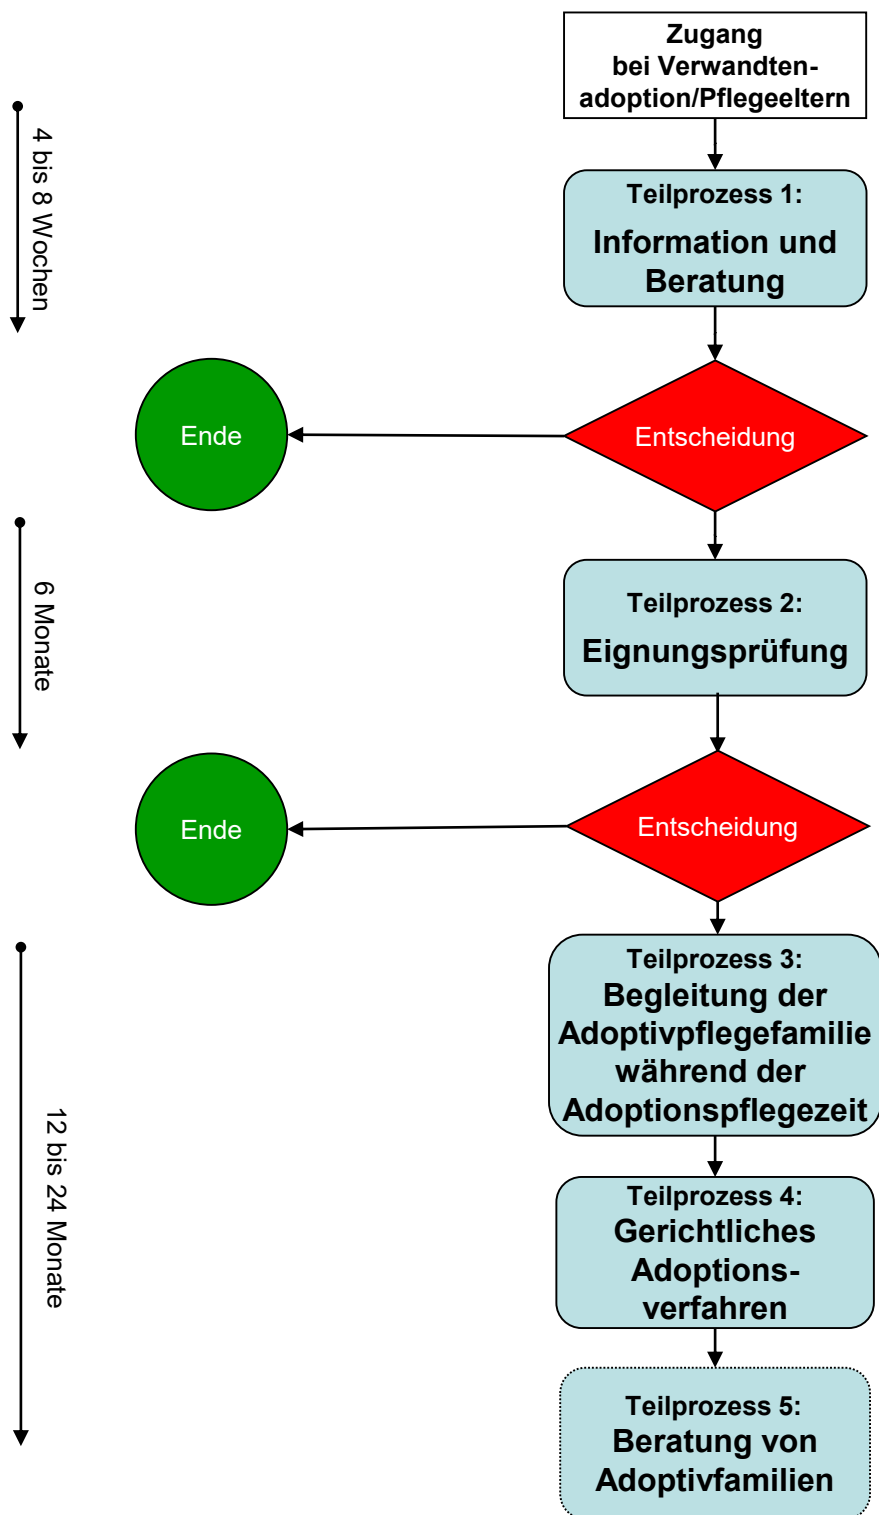 Zugang
bei Verwandten-
adoption/Pflegeeltern
4 bis 8 Wochen
Teilprozess 1:
Information und
Beratung
Ende
Entscheidung
6 Monate
Teilprozess 2:
Eignungsprüfung
Ende
Entscheidung
12 bis 24 Monate
Teilprozess 3:
Begleitung der
Adoptivpflegefamilie
während der
Adoptionspflegezeit
Teilprozess 4:
Gerichtliches
Adoptions-
verfahren
Teilprozess 5:
Beratung von
Adoptivfamilien